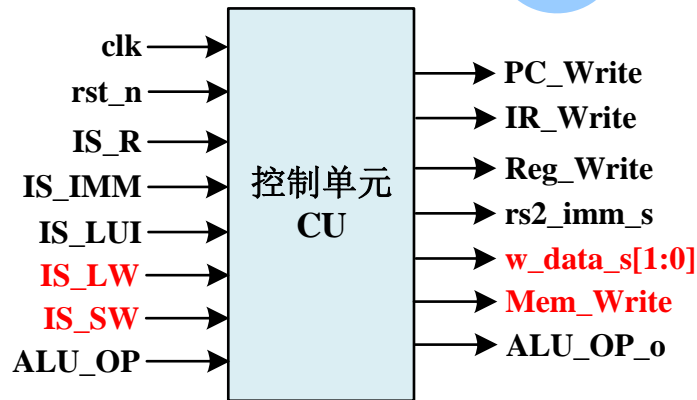 clk
rst_n
IS_R
IS_IMM
IS_LUI
IS_LW
IS_SW
ALU_OP
控制单元
CU
PC_Write
IR_Write
Reg_Write
rs2_imm_s
w_data_s[1:0]
Mem_Write
ALU_OP_o